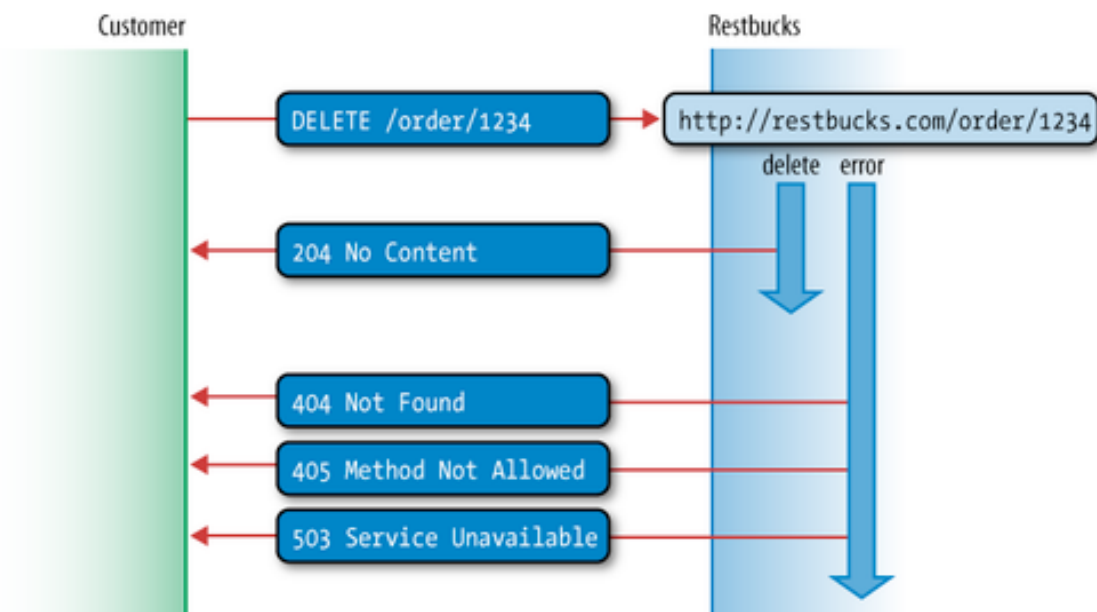 Customer
Restbucks
DELETE /order/1234
http://restbucks.com/order/1234
delete
error
204 No Content
404 Not Found
405 Method Not Allowed
503 Service Unavailable